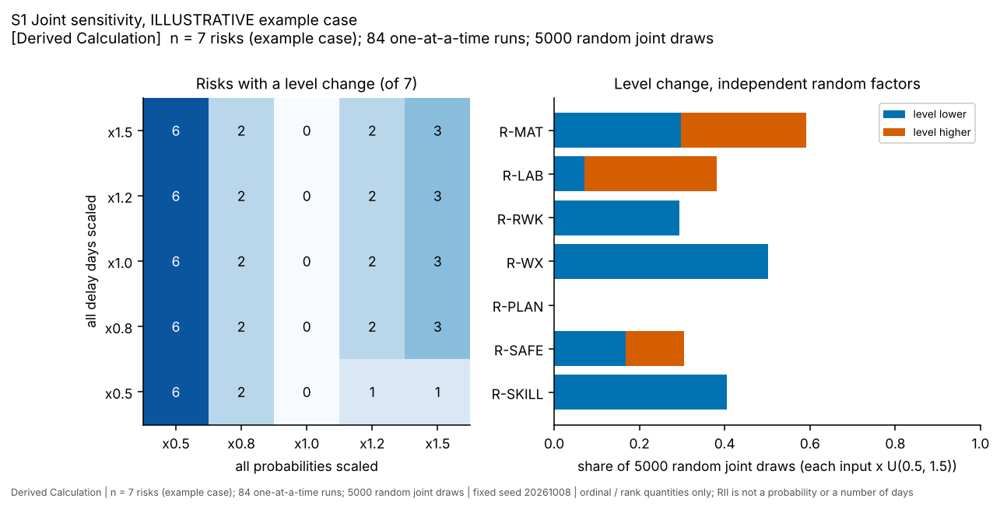 S1 Joint sensitivity, ILLUSTRATIVE example case
[Derived Calculation]  n = 7 risks (example case); 84 one-at-a-time runs; 5000 random joint draws
Risks with a level change (of 7)
all delay days scaled
x1.5 6 2 0 2 3
x1.2 6 2 0 2 3
x1.0 6 2 0 2 3
x0.8 6 2 0 2 3
x0.5 6 2 0 1 1
x0.5 x0.8 x1.0 x1.2 x1.5
all probabilities scaled
Level change, independent random factors
level lower
level higher
R-MAT
R-LAB
R-RWK
R-WX
R-PLAN
R-SAFE
R-SKILL
0.0 0.2 0.4 0.6 0.8 1.0
share of 5000 random joint draws (each input x U(0.5, 1.5))
Derived Calculation | n = 7 risks (example case); 84 one-at-a-time runs; 5000 random joint draws | fixed seed 20261008 | ordinal / rank quantities only; RII is not a probability or a number of days